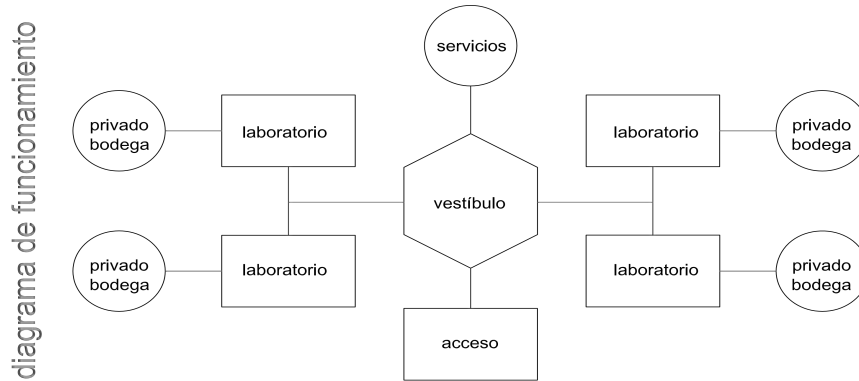 diagrama de funcionamiento
servicios
privado
bodega
laboratorio
laboratorio
privado
bodega
vestíbulo
privado
bodega
laboratorio
laboratorio
privado
bodega
acceso